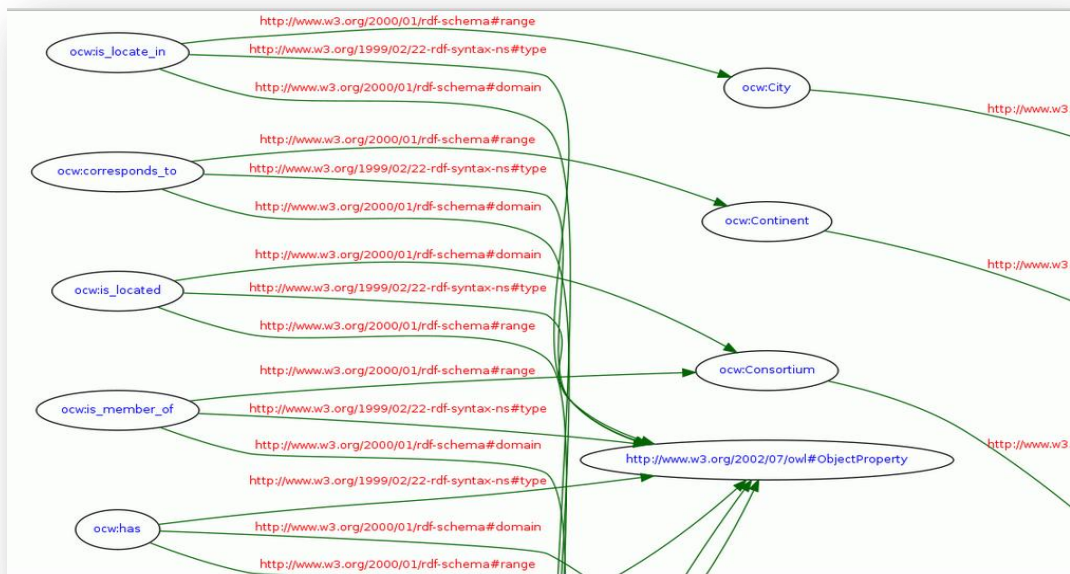 http://www.w3.org/2000/01/rdf-schema#range
ocw:is_locate_in
http://www.w3.org/1999/02/22-rdf-syntax-ns#type
http://www.w3.org/2000/01/rdf-schema#domain
ocw:City
http://www.w3
http://www.w3.org/2000/01/rdf-schema#range
ocw:corresponds_to
http://www.w3.org/1999/02/22-rdf-syntax-ns#type
http://www.w3.org/2000/01/rdf-schema#domain
ocw:Continent
http://www.w3
http://www.w3.org/2000/01/rdf-schema#domain
ocw:is_located
http://www.w3.org/1999/02/22-rdf-syntax-ns#type
http://www.w3.org/2000/01/rdf-schema#range
http://www.w3.org/2000/01/rdf-schema#range
ocw:Consortium
ocw:is_member_of
http://www.w3.org/1999/02/22-rdf-syntax-ns#type
http://www.w3.org/2000/01/rdf-schema#domain
http://www.w3
http://www.w3.org/2002/07/owl#ObjectProperty
http://www.w3.org/1999/02/22-rdf-syntax-ns#type
ocw:has
http://www.w3.org/2000/01/rdf-schema#domain
http://www.w3.org/2000/01/rdf-schema#range